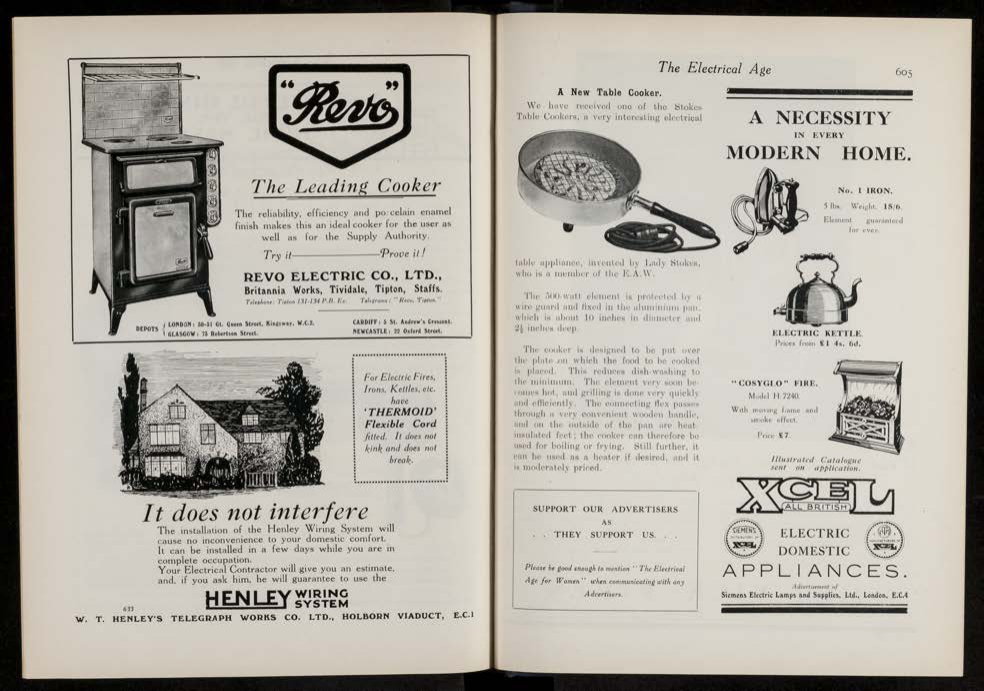 "Revo"
The Leading Cooker
The reliability, efficiency and porcelain enamel
finish makes this an ideal cooker for the user as
well as for the Supply Authority.
Try it———Prove it!
REVO ELECTRIC CO., LTD.,
Britannia Works, Tividale, Tipton, Staffs.
Telephone: Tipton 131-134 P.B. Ex. Telegrams: "Revo, Tipton."
DEPOTS
LONDON: 50-51 Gt. Queen Street, Kingsway, W.C.2.
GLASGOW: 75 Robertson Street.
CARDIFF: 5 St. Andrew's Crescent.
NEWCASTLE: 22 Oxford Street.
For Electric Fires,
Irons, Kettles, etc.
have
'THERMOID'
Flexible Cord
fitted. It does not
kink and does not
break.
It does not interfere
The installation of the Henley Wiring System will
cause no inconvenience to your domestic comfort.
It can be installed in a few days while you are in
complete occupation.
Your Electrical Contractor will give you an estimate,
and, if you ask him, he will guarantee to use the
HENLEY WIRING SYSTEM
633
W. T. HENLEY'S TELEGRAPH WORKS CO. LTD., HOLBORN VIADUCT, E.C.1
The Electrical Age
605
A New Table Cooker.
We have received one of the Stokes
Table Cookers, a very interesting electrical
table appliance, invented by Lady Stokes,
who is a member of the E.A.W.
The 500-watt element is protected by a
wire guard and fixed in the aluminium pan,
which is about 10 inches in diameter and
2½ inches deep.
The cooker is designed to be put over
the plate on which the food to be cooked
is placed. This reduces dish-washing to
the minimum. The element very soon be-
comes hot, and grilling is done very quickly
and efficiently. The connecting flex passes
through a very convenient wooden handle,
and on the outside of the pan are heat-
insulated feet; the cooker can therefore be
used for boiling or frying. Still further, it
can be used as a heater if desired, and it
is moderately priced.
SUPPORT OUR ADVERTISERS
AS
. . THEY SUPPORT US. . .
Please be good enough to mention "The Electrical
Age for Women" when communicating with any
Advertisers.
A NECESSITY
IN EVERY
MODERN HOME.
No. 1 IRON.
5 lbs. Weight. 18/6.
Element guaranteed
for ever.
ELECTRIC KETTLE.
Prices from £1 4s. 6d.
"COSYGLO" FIRE.
Model H.7240.
With moving flame and
smoke effect.
Price £7.
Illustrated Catalogue
sent on application.
XCEL
ALL BRITISH
SIEMENS
XCEL
XCEL
ELECTRIC
DOMESTIC
APPLIANCES.
Advertisement of
Siemens Electric Lamps and Supplies, Ltd., London, E.C.4